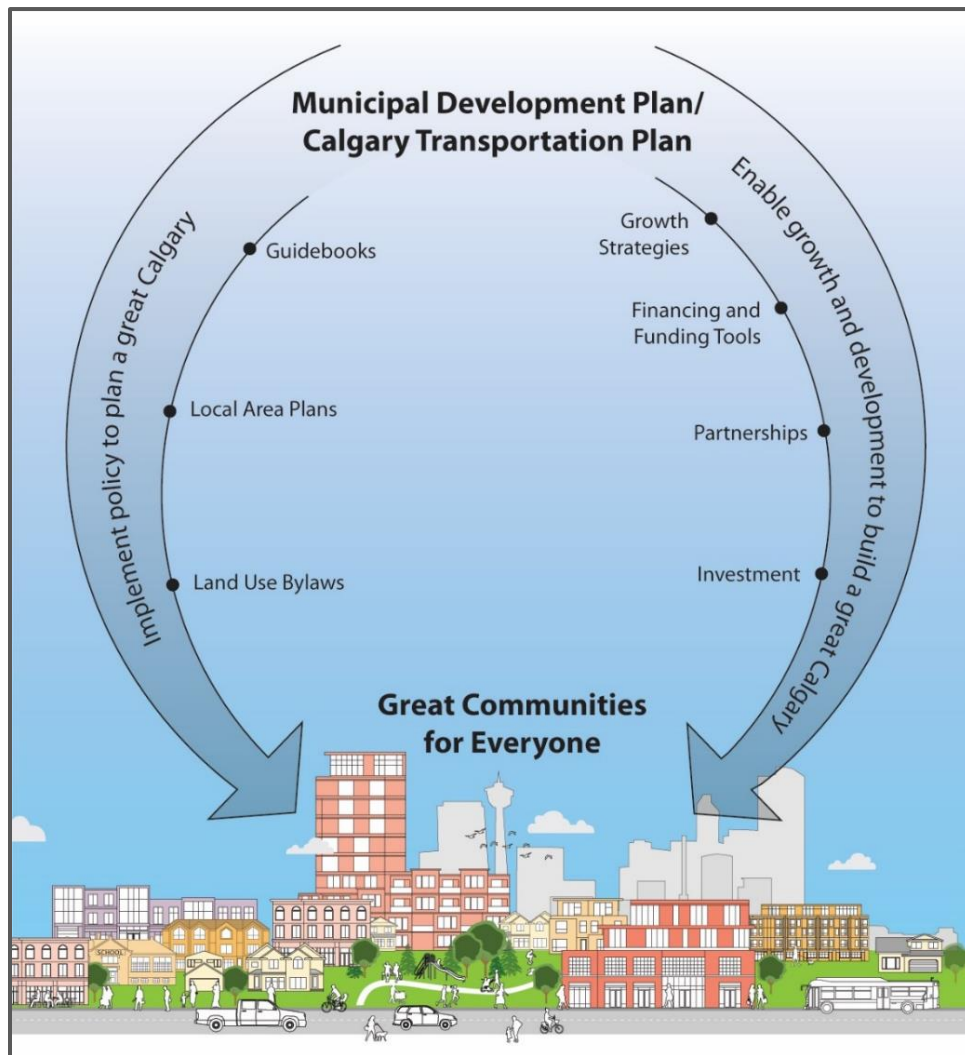 Municipal Development Plan/
Calgary Transportation Plan
Implement policy to plan a great Calgary
Guidebooks
Local Area Plans
Land Use Bylaws
Enable growth and development to build a great Calgary
Growth
Strategies
Financing and
Funding Tools
Partnerships
Investment
Great Communities
for Everyone
SCHOOL